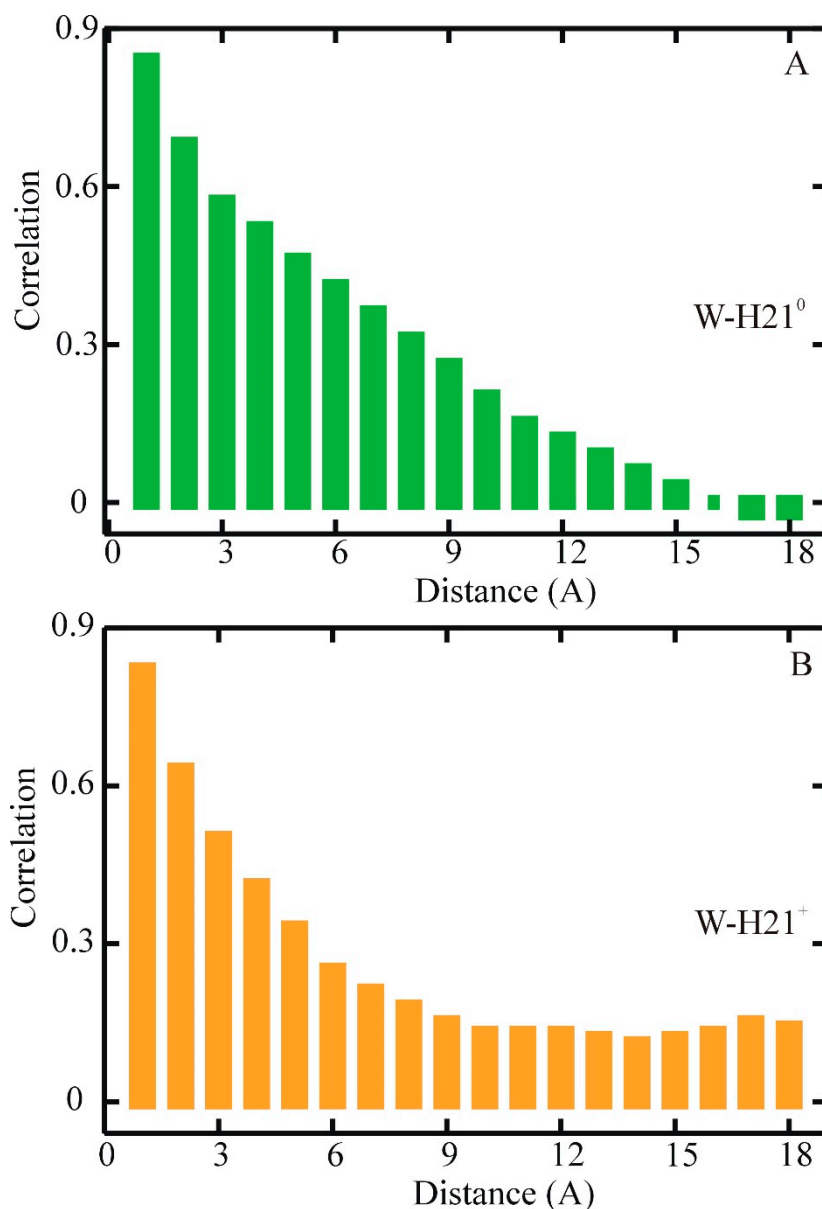 0.9
A
0.6
Correlation
W-H21⁰
0.3
0
0 3 6 9 12 15 18
Distance (A)
0.9
B
0.6
Correlation
W-H21⁺
0.3
0
0 3 6 9 12 15 18
Distance (A)